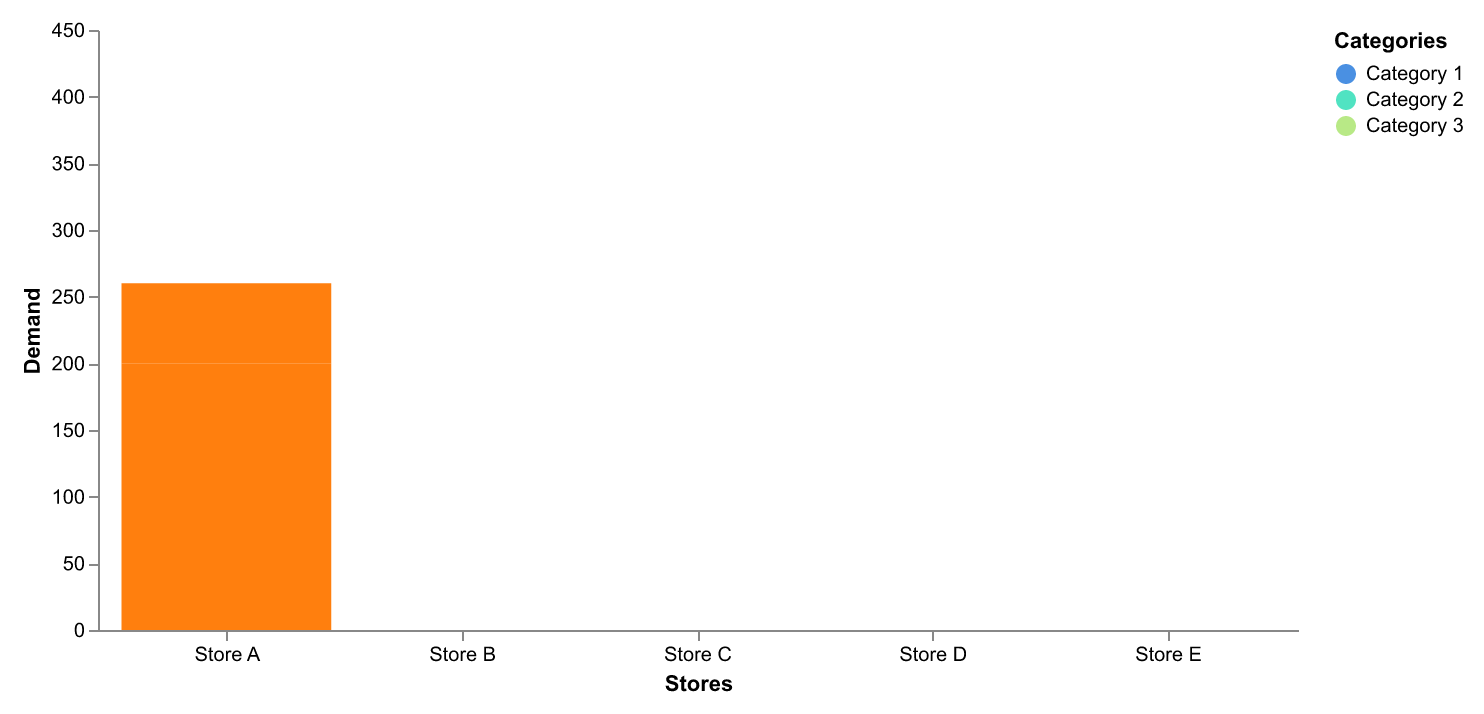 450
400
350
300
250
200
150
100
50
0
Demand
Store A
Store B
Store C
Store D
Store E
Stores
Categories
Category 1
Category 2
Category 3